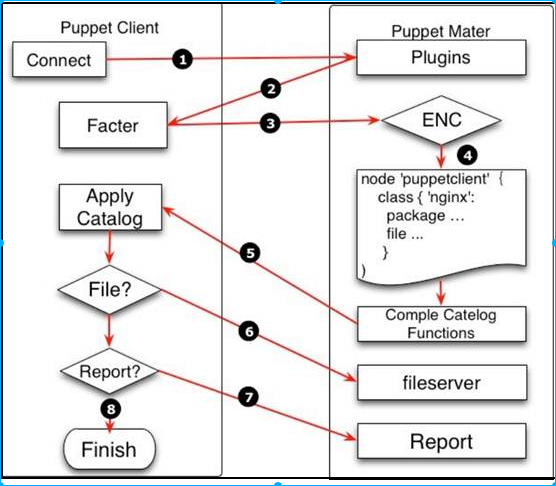 Puppet Client
Puppet Mater
Connect
1
Plugins
2
Facter
3
ENC
4
node 'puppetclient' {
class { 'nginx':
package ...
file ...
}
)
Apply
Catalog
5
Comple Catelog
Functions
File?
6
fileserver
Report?
7
Report
8
Finish